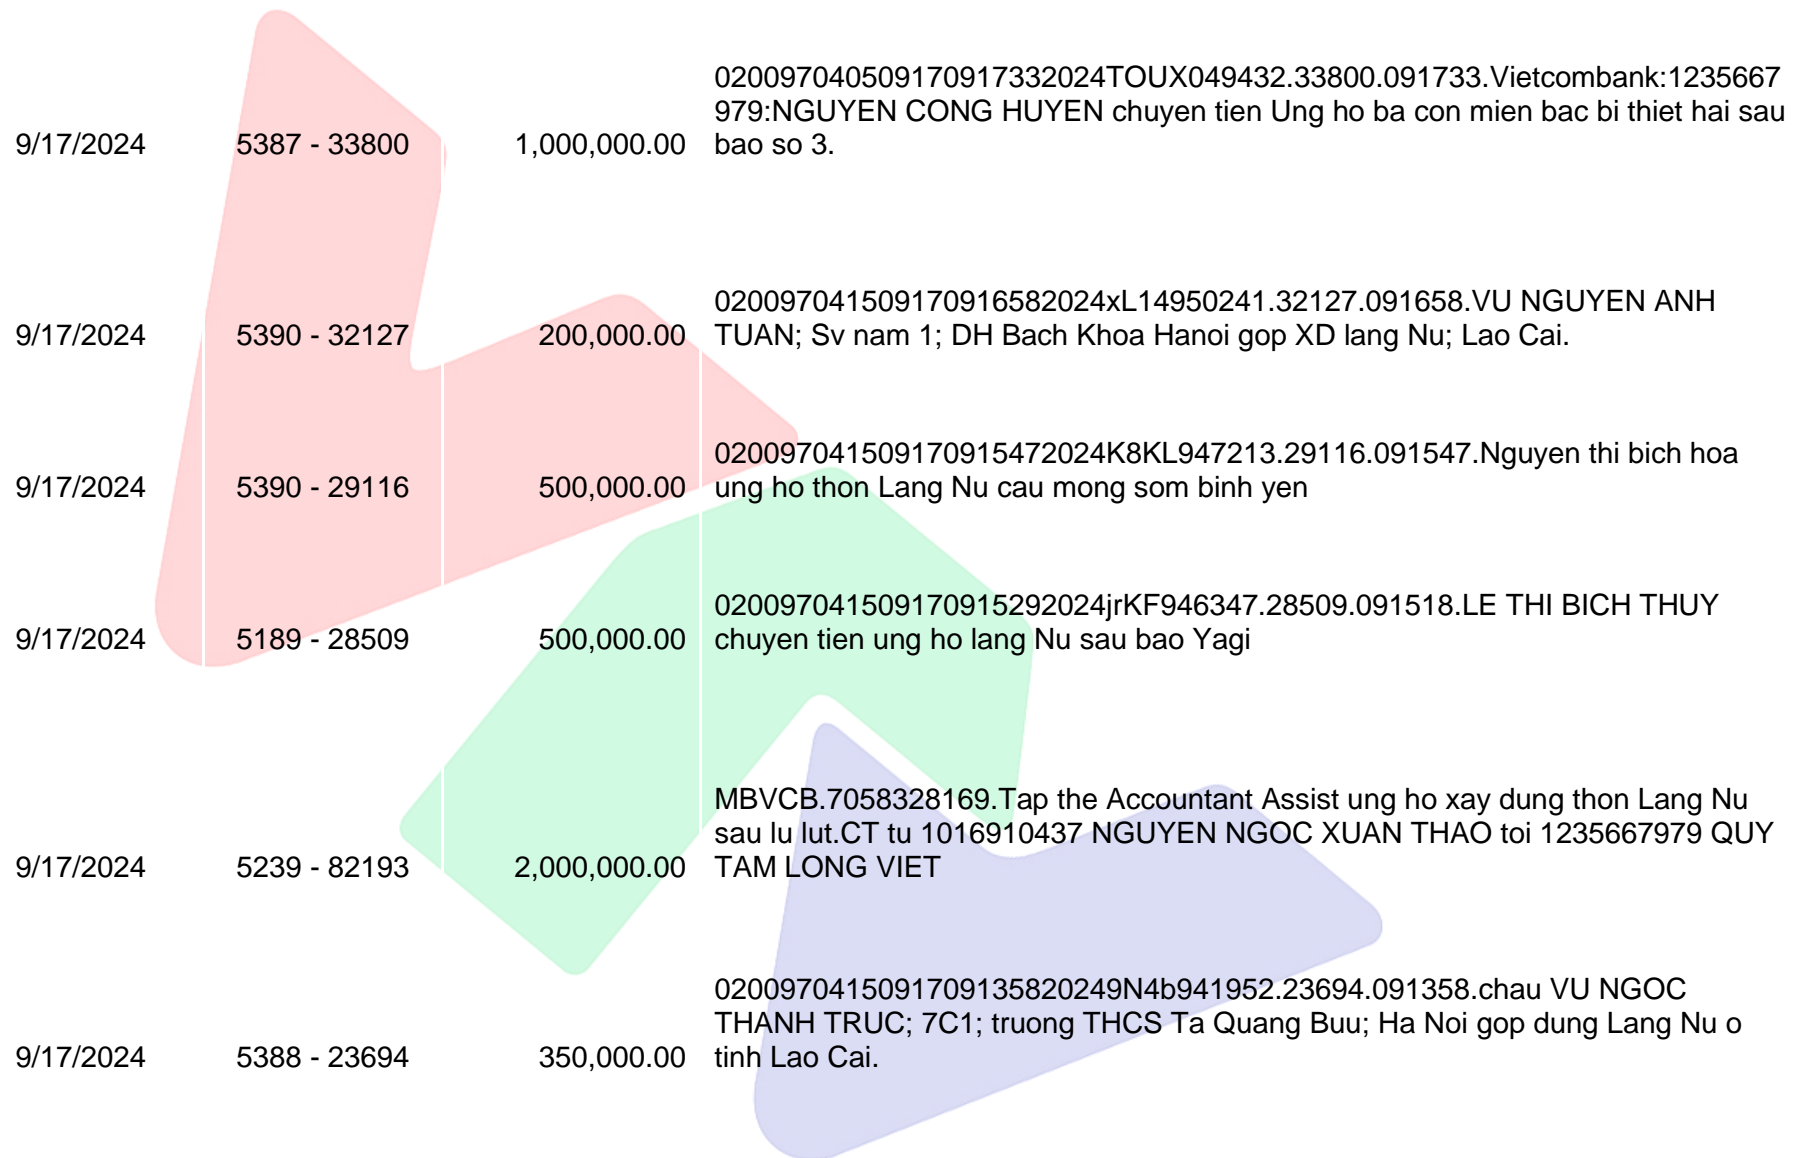 020097040509170917332024TOUX049432.33800.091733.Vietcombank:1235667
979:NGUYEN CONG HUYEN chuyen tien Ung ho ba con mien bac bi thiet hai sau
9/17/2024 5387 - 33800 1,000,000.00 bao so 3.
020097041509170916582024xL14950241.32127.091658.VU NGUYEN ANH
9/17/2024 5390 - 32127 200,000.00 TUAN; Sv nam 1; DH Bach Khoa Hanoi gop XD lang Nu; Lao Cai.
020097041509170915472024K8KL947213.29116.091547.Nguyen thi bich hoa
9/17/2024 5390 - 29116 500,000.00 ung ho thon Lang Nu cau mong som binh yen
020097041509170915292024jrKF946347.28509.091518.LE THI BICH THUY
9/17/2024 5189 - 28509 500,000.00 chuyen tien ung ho lang Nu sau bao Yagi
MBVCB.7058328169.Tap the Accountant Assist ung ho xay dung thon Lang Nu
sau lu lut.CT tu 1016910437 NGUYEN NGOC XUAN THAO toi 1235667979 QUY
9/17/2024 5239 - 82193 2,000,000.00 TAM LONG VIET
020097041509170913582024​9N4b941952.23694.091358.chau VU NGOC
THANH TRUC; 7C1; truong THCS Ta Quang Buu; Ha Noi gop dung Lang Nu o
9/17/2024 5388 - 23694 350,000.00 tinh Lao Cai.